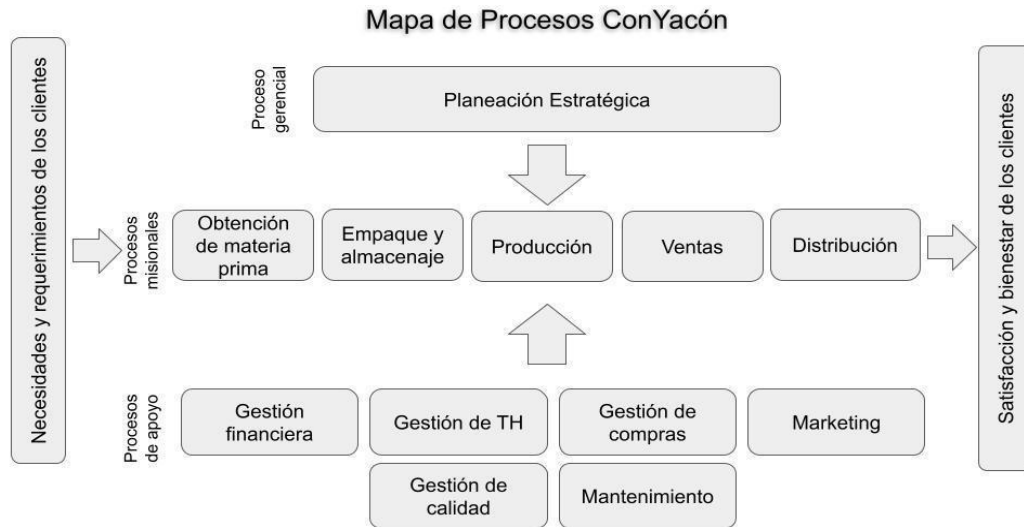 Mapa de Procesos ConYacón
Necesidades y requerimientos de los clientes
Proceso
gerencial
Planeación Estratégica
Procesos
misionales
Obtención
de materia
prima
Empaque y
almacenaje
Producción
Ventas
Distribución
Procesos
de apoyo
Gestión
financiera
Gestión de TH
Gestión de
compras
Marketing
Gestión de
calidad
Mantenimiento
Satisfacción y bienestar de los clientes